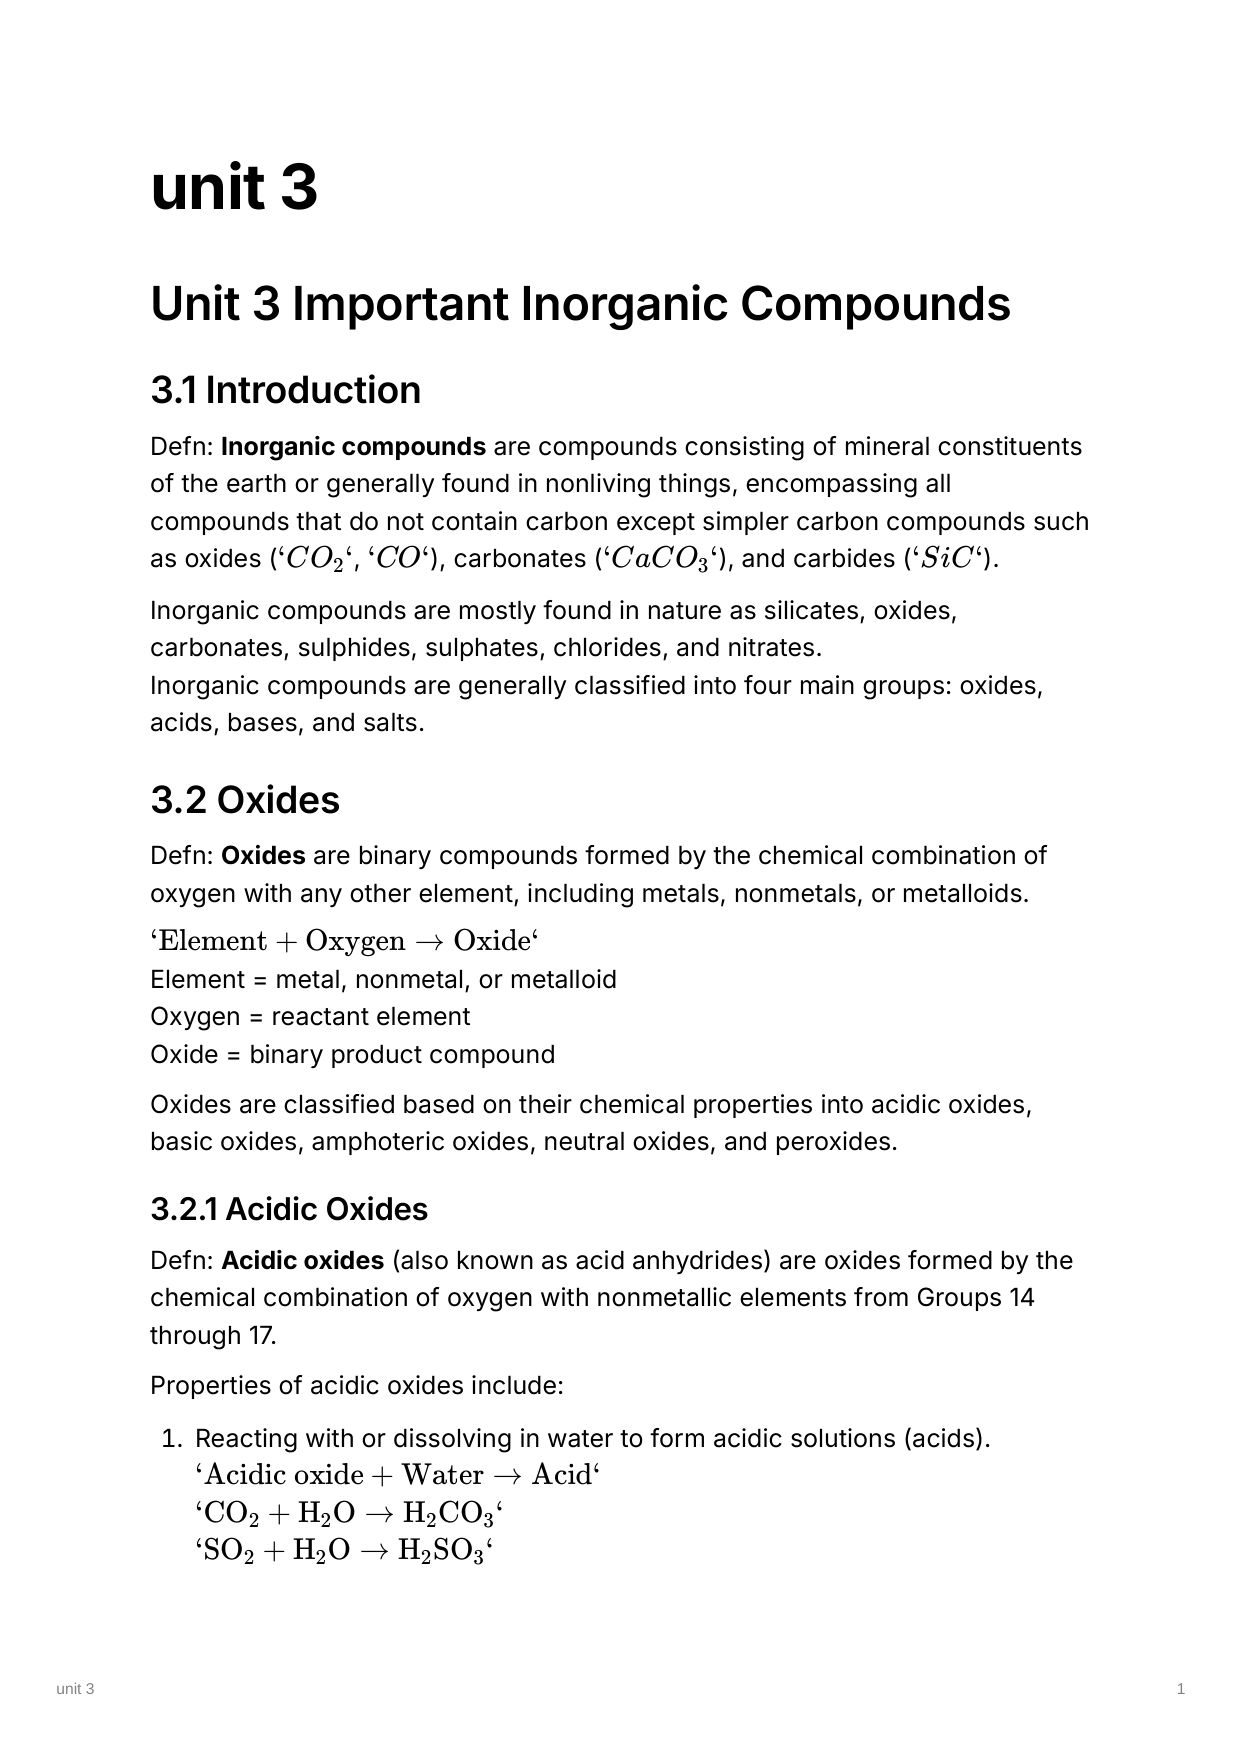 unit 3
Unit 3 Important Inorganic Compounds
3.1 Introduction
Defn: Inorganic compounds are compounds consisting of mineral constituents
of the earth or generally found in nonliving things, encompassing all
compounds that do not contain carbon except simpler carbon compounds such
as oxides (‘CO₂‘, ‘CO‘), carbonates (‘CaCO₃‘), and carbides (‘SiC‘).
Inorganic compounds are mostly found in nature as silicates, oxides,
carbonates, sulphides, sulphates, chlorides, and nitrates.
Inorganic compounds are generally classified into four main groups: oxides,
acids, bases, and salts.
3.2 Oxides
Defn: Oxides are binary compounds formed by the chemical combination of
oxygen with any other element, including metals, nonmetals, or metalloids.
‘Element + Oxygen → Oxide‘
Element = metal, nonmetal, or metalloid
Oxygen = reactant element
Oxide = binary product compound
Oxides are classified based on their chemical properties into acidic oxides,
basic oxides, amphoteric oxides, neutral oxides, and peroxides.
3.2.1 Acidic Oxides
Defn: Acidic oxides (also known as acid anhydrides) are oxides formed by the
chemical combination of oxygen with nonmetallic elements from Groups 14
through 17.
Properties of acidic oxides include:
1. Reacting with or dissolving in water to form acidic solutions (acids).
‘Acidic oxide + Water → Acid‘
‘CO₂ + H₂O → H₂CO₃‘
‘SO₂ + H₂O → H₂SO₃‘
unit 3
1